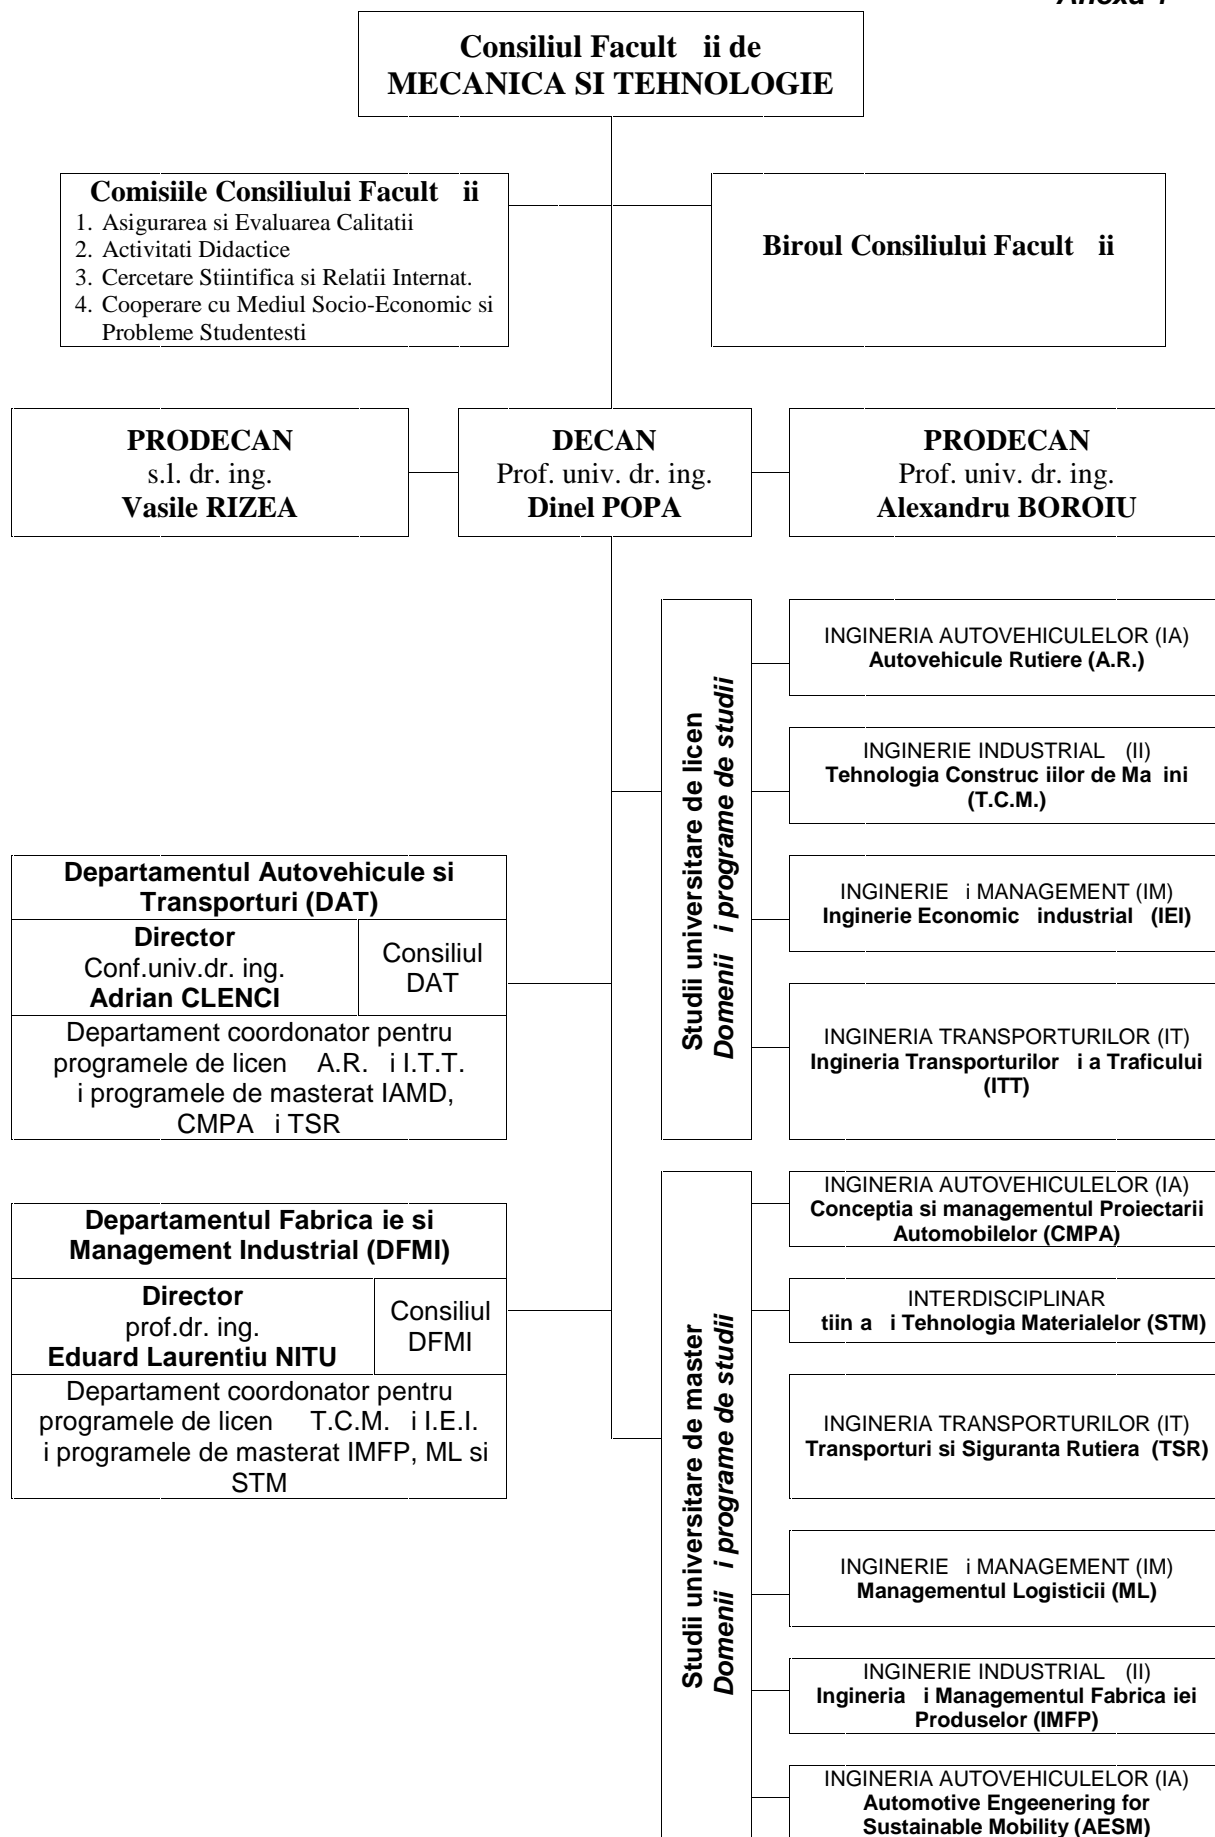 Consiliul Facult ii de
MECANICA SI TEHNOLOGIE
Comisiile Consiliului Facult ii
1. Asigurarea si Evaluarea Calitatii
2. Activitati Didactice
3. Cercetare Stiintifica si Relatii Internat.
4. Cooperare cu Mediul Socio-Economic si
Probleme Studentesti
Biroul Consiliului Facult ii
PRODECAN
s.l. dr. ing.
Vasile RIZEA
DECAN
Prof. univ. dr. ing.
Dinel POPA
PRODECAN
Prof. univ. dr. ing.
Alexandru BOROIU
Departamentul Autovehicule si
Transporturi (DAT)
Director
Conf.univ.dr. ing.
Adrian CLENCI
Consiliul
DAT
Departament coordonator pentru
programele de licen A.R. i I.T.T.
i programele de masterat IAMD,
CMPA i TSR
Departamentul Fabrica ie si
Management Industrial (DFMI)
Director
prof.dr. ing.
Eduard Laurentiu NITU
Consiliul
DFMI
Departament coordonator pentru
programele de licen T.C.M. i I.E.I.
i programele de masterat IMFP, ML si
STM
Studii universitare de licen
Domenii i programe de studii
INGINERIA AUTOVEHICULELOR (IA)
Autovehicule Rutiere (A.R.)
INGINERIE INDUSTRIAL (II)
Tehnologia Construc iilor de Ma ini
(T.C.M.)
INGINERIE i MANAGEMENT (IM)
Inginerie Economic industrial (IEI)
INGINERIA TRANSPORTURILOR (IT)
Ingineria Transporturilor i a Traficului
(ITT)
Studii universitare de master
Domenii i programe de studii
INGINERIA AUTOVEHICULELOR (IA)
Conceptia si managementul Proiectarii
Automobilelor (CMPA)
INTERDISCIPLINAR
tiin a i Tehnologia Materialelor (STM)
INGINERIA TRANSPORTURILOR (IT)
Transporturi si Siguranta Rutiera (TSR)
INGINERIE i MANAGEMENT (IM)
Managementul Logisticii (ML)
INGINERIE INDUSTRIAL (II)
Ingineria i Managementul Fabrica iei
Produselor (IMFP)
INGINERIA AUTOVEHICULELOR (IA)
Automotive Engeenering for
Sustainable Mobility (AESM)